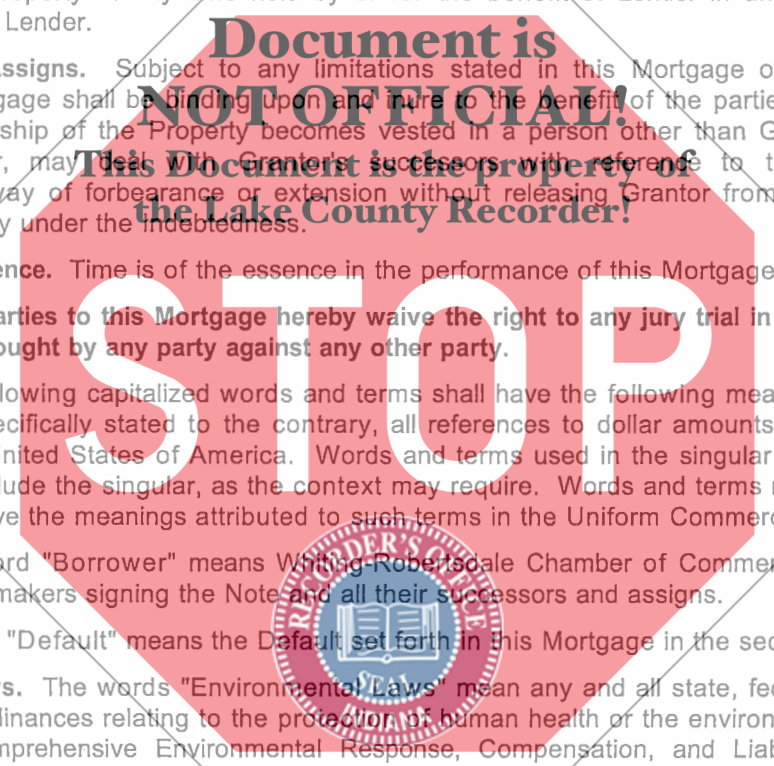 Lender.
Document is
ssigns. Subject to any limitations stated in this Mortgage o
NOT OFFICIAL!
gage shall be binding upon and inure to the benefit of the partie
ship of the Property becomes vested in a person other than G
This Document is the property of
, may deal with Grantor's successors with reference to t
way of forbearance or extension without releasing Grantor from
the Lake County Recorder!
y under the Indebtedness.
ence. Time is of the essence in the performance of this Mortgage
STOP
arties to this Mortgage hereby waive the right to any jury trial in
ought by any party against any other party.
lowing capitalized words and terms shall have the following mea
ecifically stated to the contrary, all references to dollar amounts
nited States of America. Words and terms used in the singular
lude the singular, as the context may require. Words and terms
ve the meanings attributed to such terms in the Uniform Commerc
RECORDER'S OFFICE
ord "Borrower" means Whiting-Robertsdale Chamber of Commer
makers signing the Note and all their successors and assigns.
"Default" means the Default set forth in this Mortgage in the sec
SEAL
rs. The words "Environmental Laws" mean any and all state, fed
INDIANA
dinances relating to the protection of human health or the environ
mprehensive Environmental Response, Compensation, and Liab